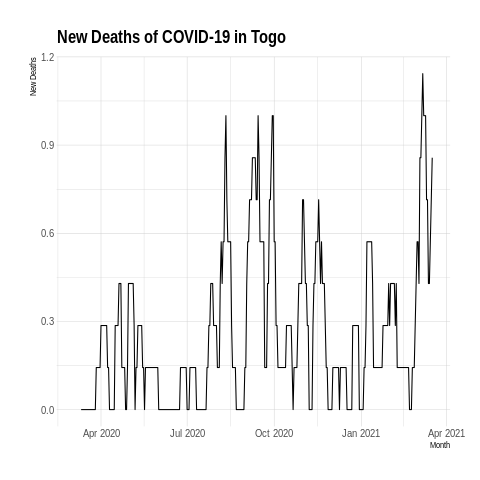 New Deaths of COVID-19 in Togo
New Deaths
1.2
0.9
0.6
0.3
0.0
Apr 2020 Jul 2020 Oct 2020 Jan 2021 Apr 2021
Month